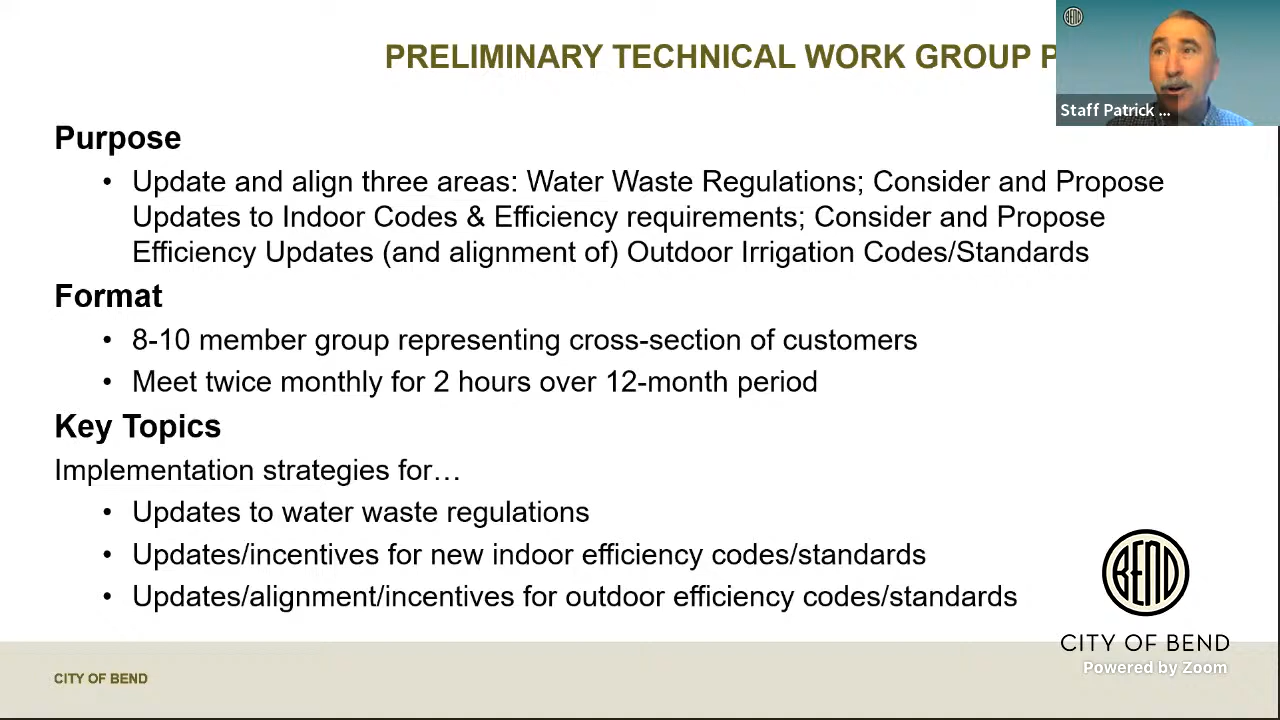 PRELIMINARY TECHNICAL WORK GROUP P
BEND
Staff Patrick ...
Purpose
• Update and align three areas: Water Waste Regulations; Consider and Propose
Updates to Indoor Codes & Efficiency requirements; Consider and Propose
Efficiency Updates (and alignment of) Outdoor Irrigation Codes/Standards
Format
• 8-10 member group representing cross-section of customers
• Meet twice monthly for 2 hours over 12-month period
Key Topics
Implementation strategies for…
• Updates to water waste regulations
• Updates/incentives for new indoor efficiency codes/standards
• Updates/alignment/incentives for outdoor efficiency codes/standards
BEND
CITY OF BEND
Powered by Zoom
CITY OF BEND